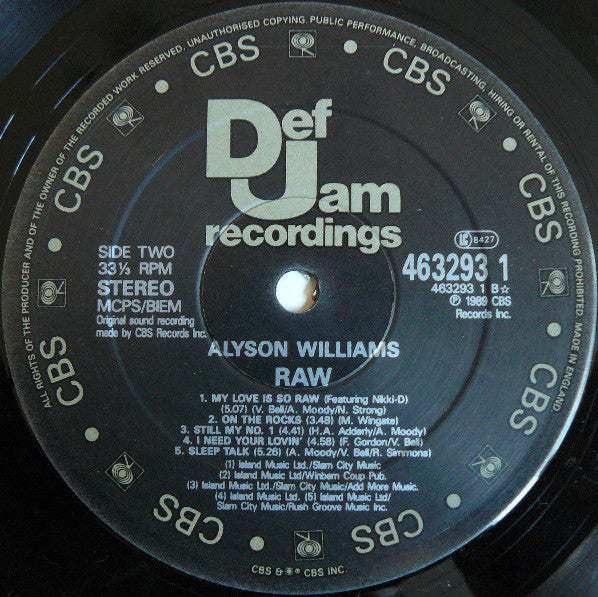 ALL RIGHTS OF THE PRODUCER AND OF THE OWNER OF THE RECORDED WORK RESERVED. UNAUTHORISED COPYING, PUBLIC PERFORMANCE, BROADCASTING, HIRING OR RENTAL OF THIS RECORDING PROHIBITED. MADE IN ENGLAND.
CBS
CBS
CBS
CBS
CBS
CBS
CBS
CBS
CBS
Def
Jam
recordings
SIDE TWO
33⅓ RPM
STEREO
MCPS/BIEM
Original sound recording
made by CBS Records Inc.
LC 8427
463293 1
463293 1 B☆
℗ 1989 CBS
Records Inc.
ALYSON WILLIAMS
RAW
1. MY LOVE IS SO RAW (Featuring Nikki-D)
(5.07) (V. Bell/A. Moody/N. Strong)
2. ON THE ROCKS (3.48) (M. Wingate)
3. STILL MY NO. 1 (4.41) (H.A. Adderly/A. Moody)
4. I NEED YOUR LOVIN' (4.58) (F. Gordon/V. Bell)
5. SLEEP TALK (5.26) (A. Moody/V. Bell/R. Simmons)
(1) Island Music Ltd./Slam City Music
(2) Island Music Ltd/Winbern Coup Pub.
(3) Island Music Ltd./Slam City Music/Add More Music.
(4) Island Music Ltd. (5) Island Music Ltd/
Slam City Music/Rush Groove Music Inc.
CBS & ® CBS INC.